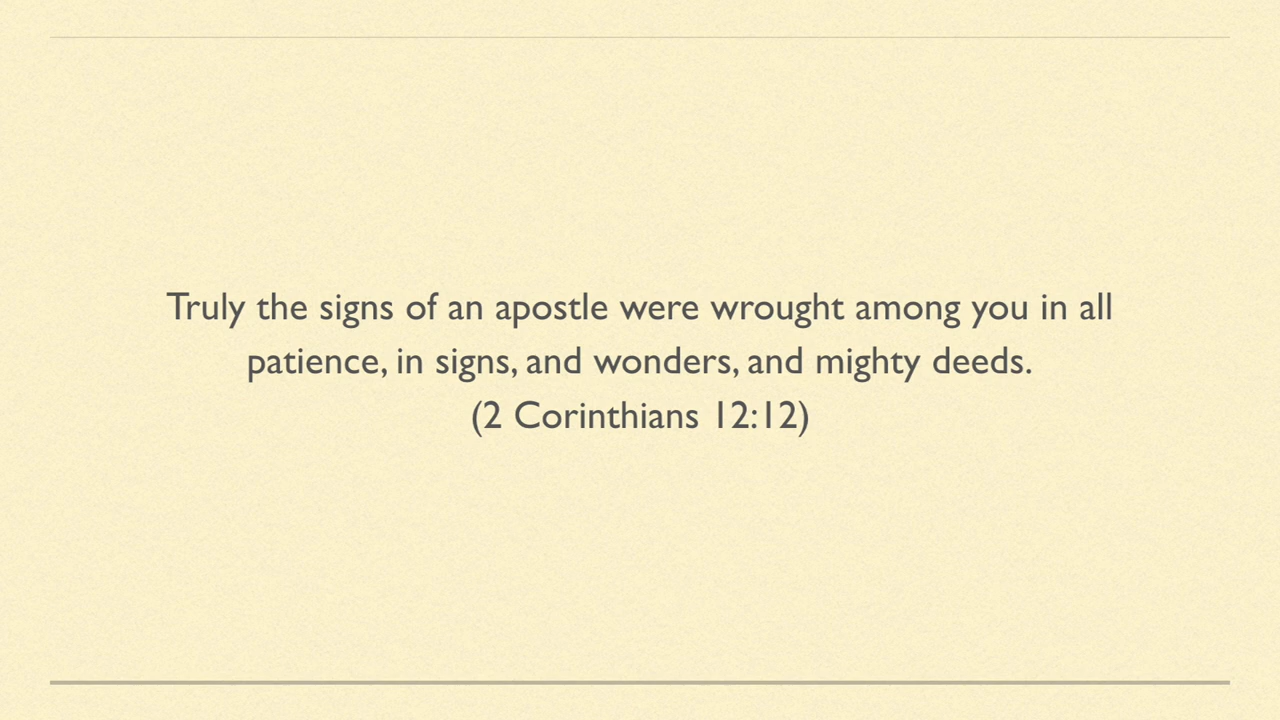 Truly the signs of an apostle were wrought among you in all
patience, in signs, and wonders, and mighty deeds.
(2 Corinthians 12:12)